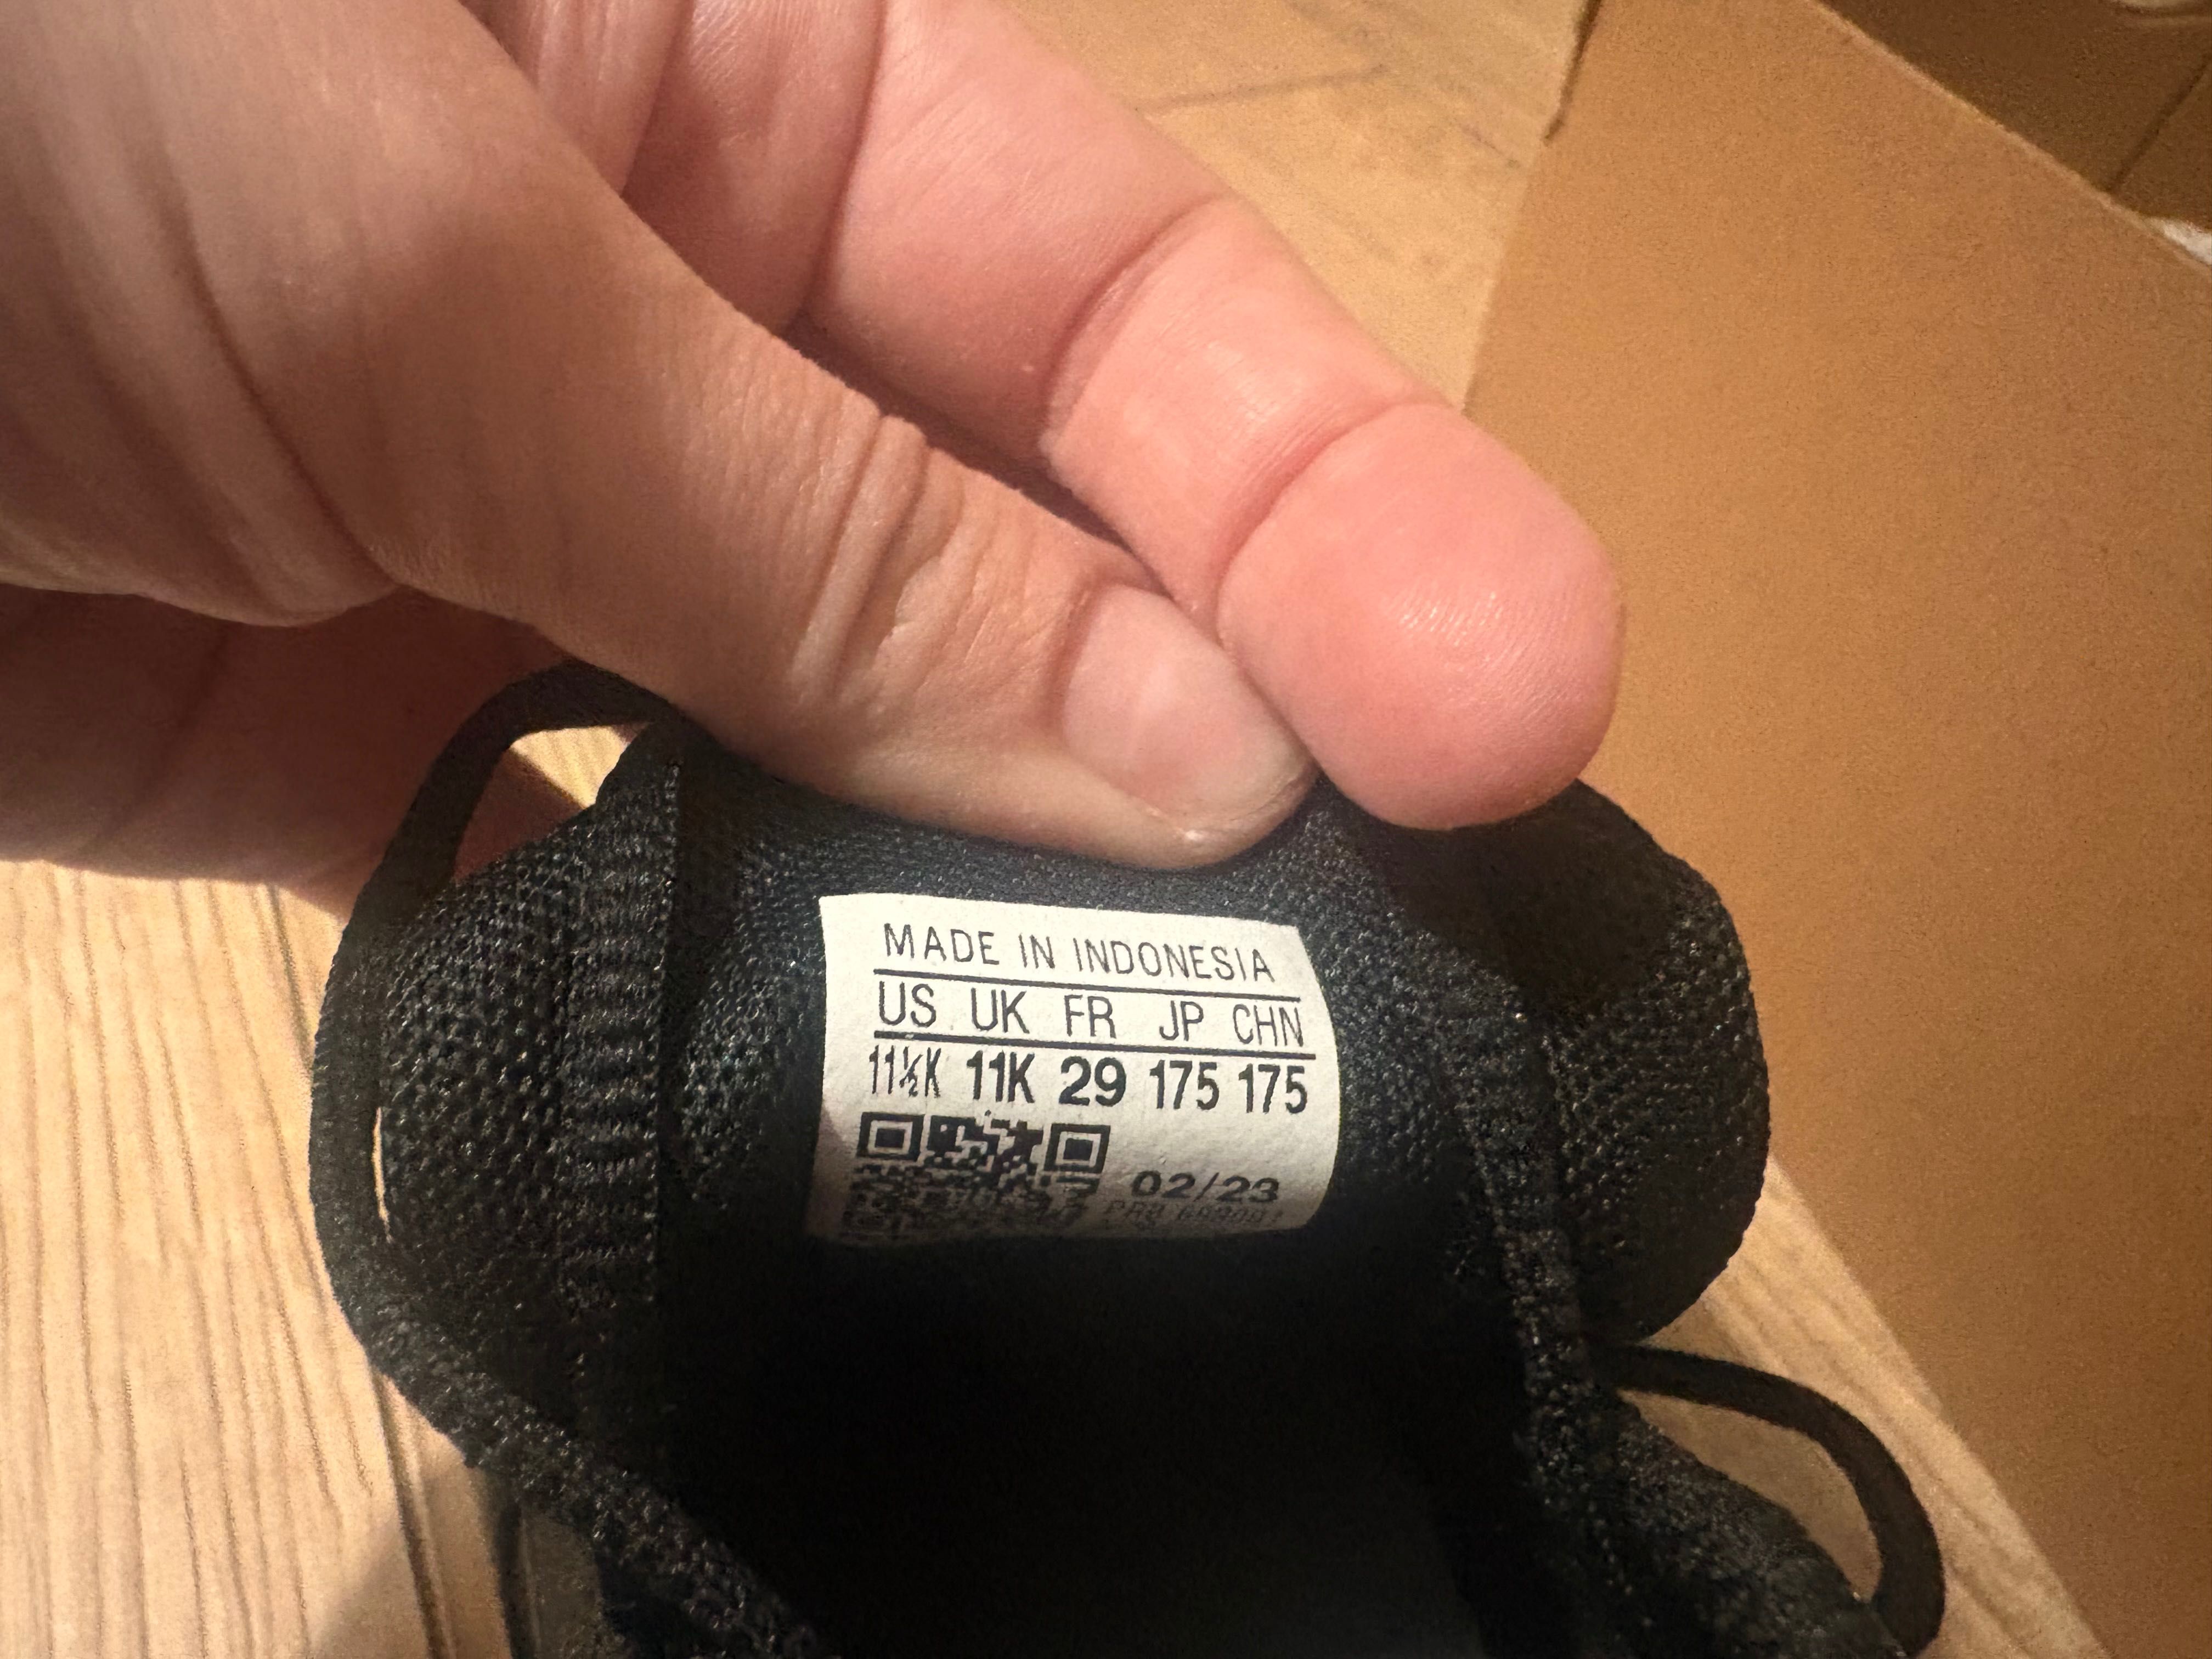 MADE IN INDONESIA
US UK FR JP CHN
11½K 11K 29 175 175
02/23